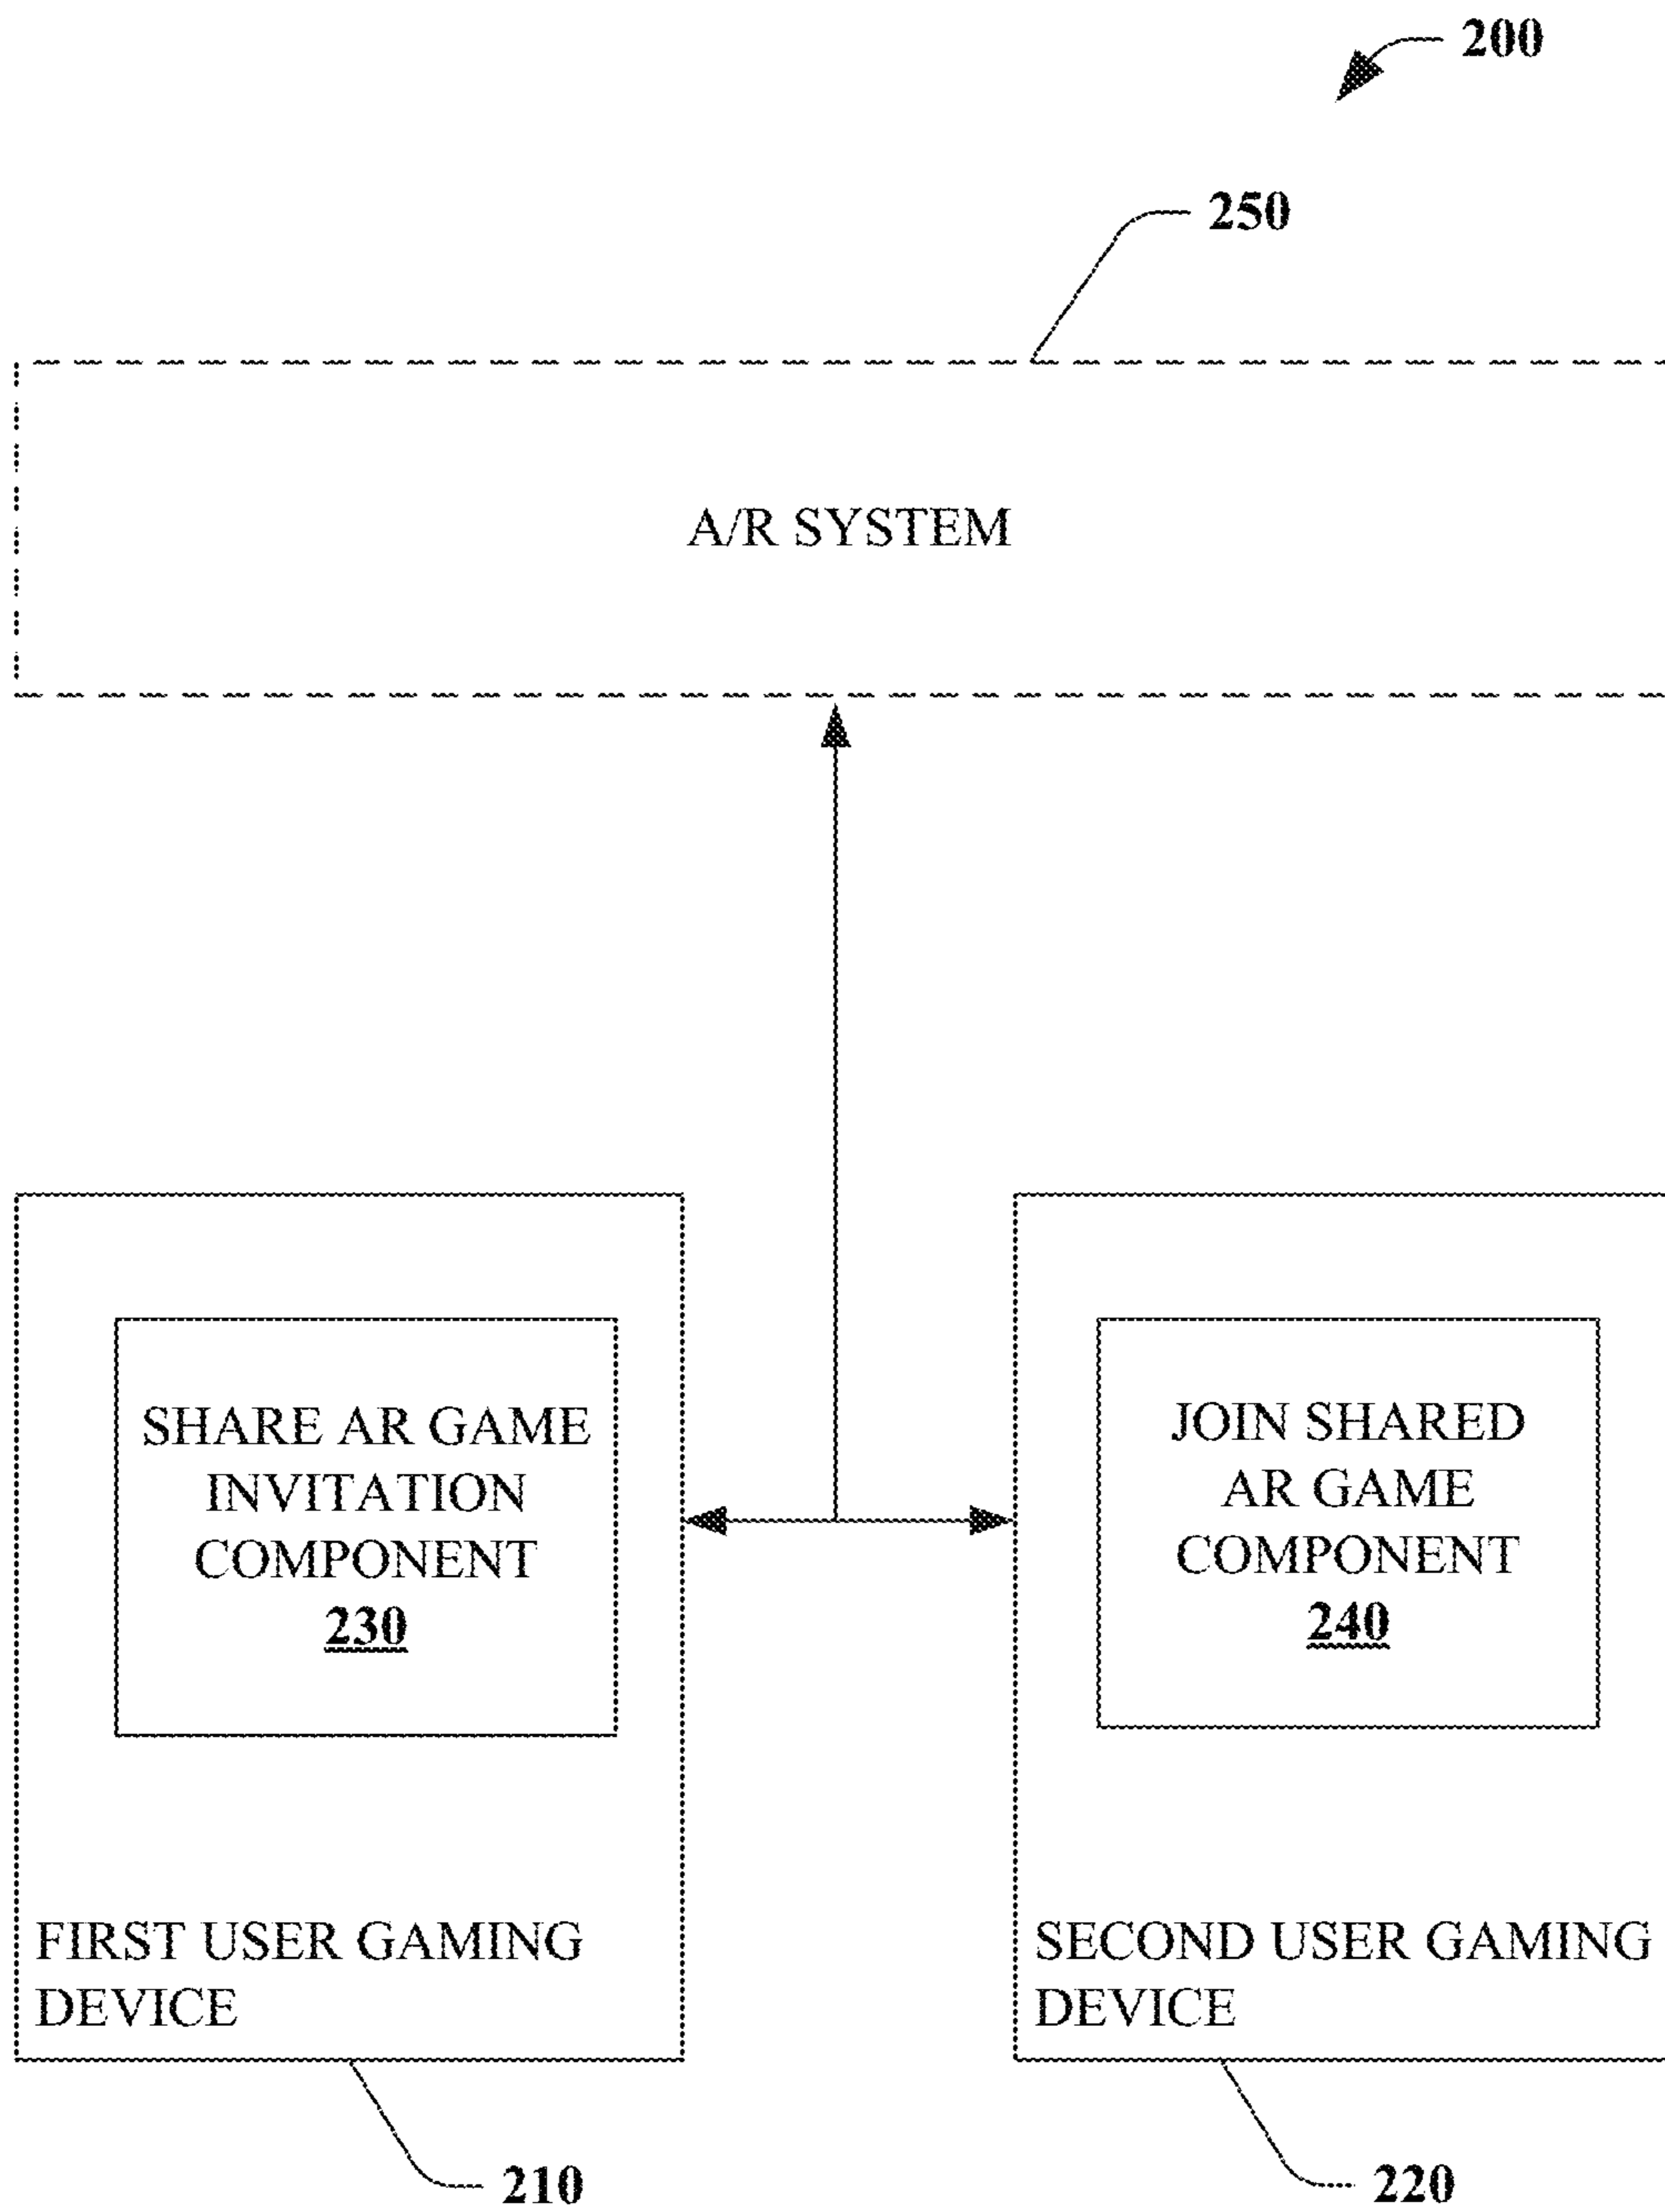 200
250
A/R SYSTEM
SHARE AR GAME
INVITATION
COMPONENT
230
JOIN SHARED
AR GAME
COMPONENT
240
FIRST USER GAMING
DEVICE
SECOND USER GAMING
DEVICE
210
220